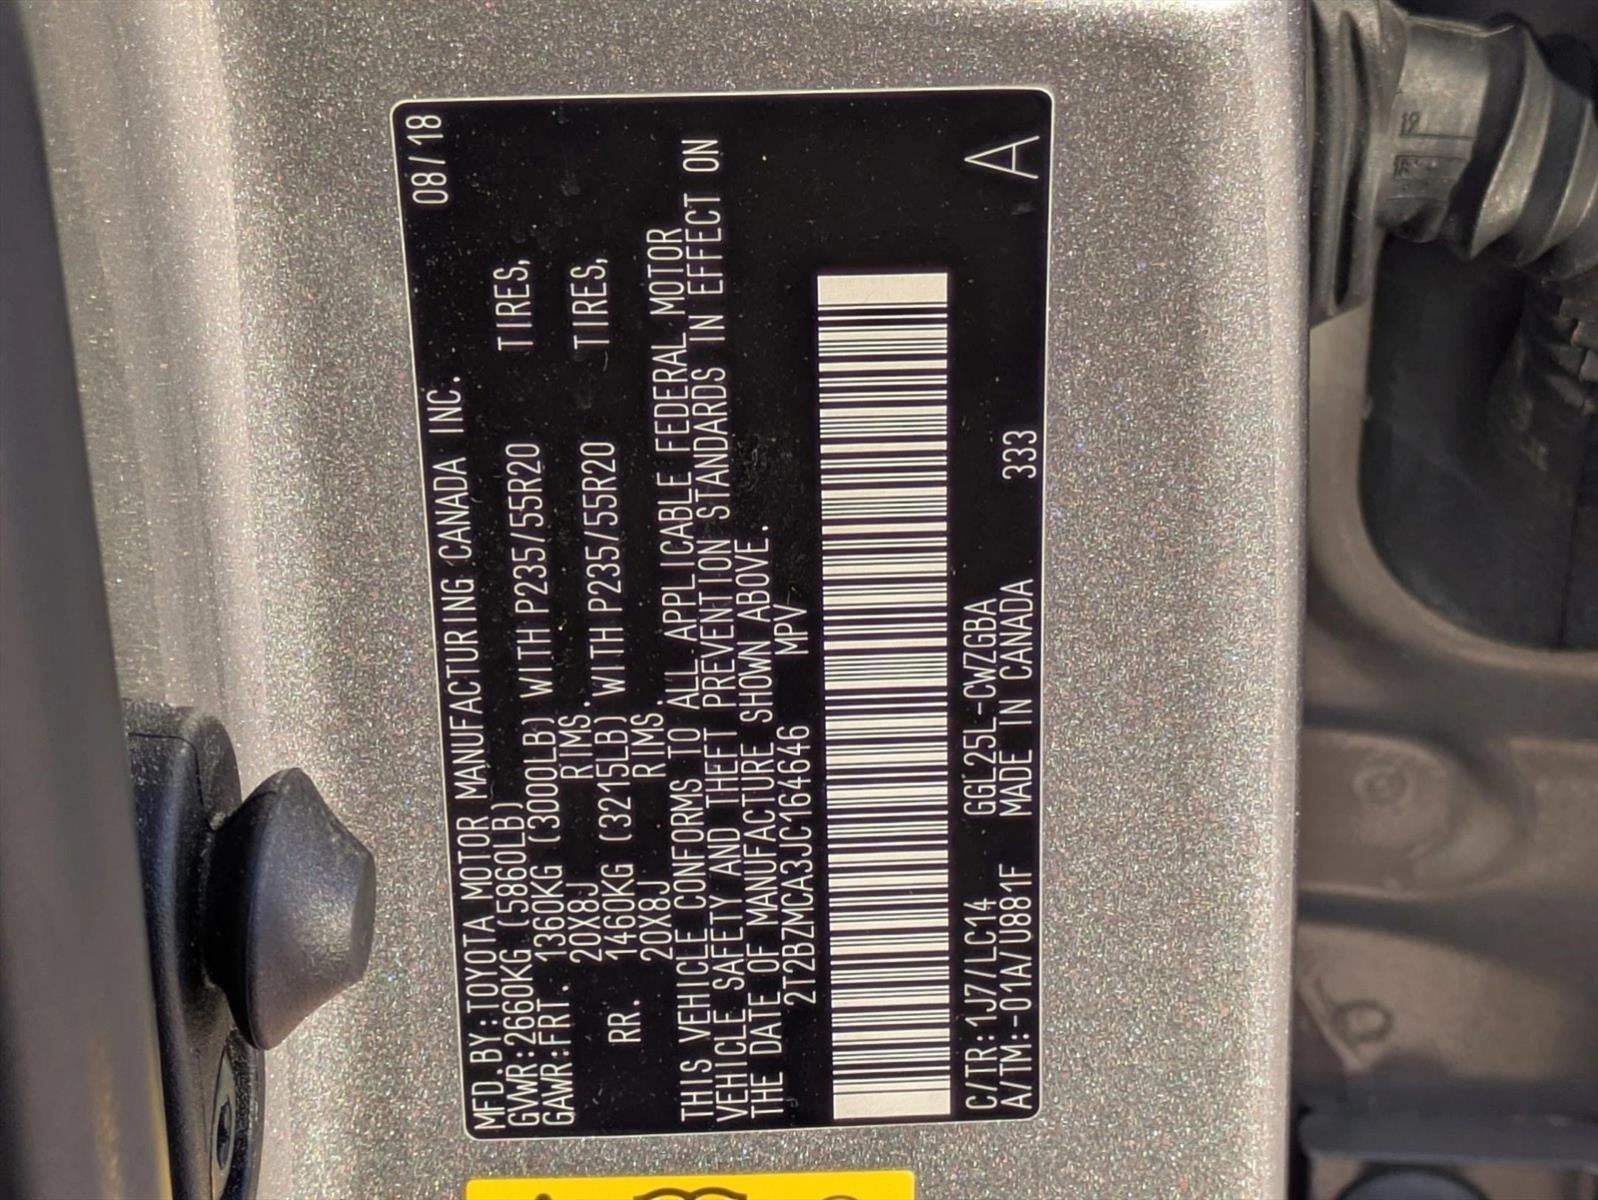 MFD.BY:TOYOTA MOTOR MANUFACTURING CANADA INC. 08/18
GVWR:2660KG (5860LB)
GAWR:FRT. 1360KG (3000LB) WITH P235/55R20 TIRES,
20X8J RIMS.
RR. 1460KG (3215LB) WITH P235/55R20 TIRES,
20X8J RIMS
THIS VEHICLE CONFORMS TO ALL APPLICABLE FEDERAL MOTOR
VEHICLE SAFETY AND THEFT PREVENTION STANDARDS IN EFFECT ON
THE DATE OF MANUFACTURE SHOWN ABOVE.
2T2BZMCA3JC164646 MPV
C/TR:1J7/LC14 GGL25L-CWZGBA
A/TM:-01A/U881F MADE IN CANADA 333 A
19